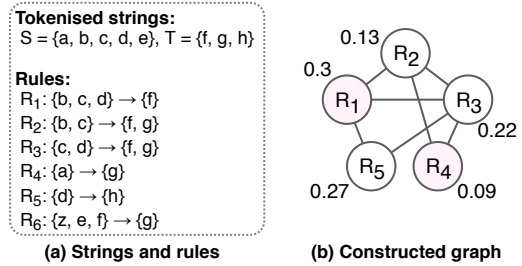 Tokenised strings:
S = {a, b, c, d, e}, T = {f, g, h}
Rules:
R₁: {b, c, d} → {f}
R₂: {b, c} → {f, g}
R₃: {c, d} → {f, g}
R₄: {a} → {g}
R₅: {d} → {h}
R₆: {z, e, f} → {g}
(a) Strings and rules
0.13
R₂
0.3
R₁
R₃
0.22
R₅
R₄
0.27
0.09
(b) Constructed graph